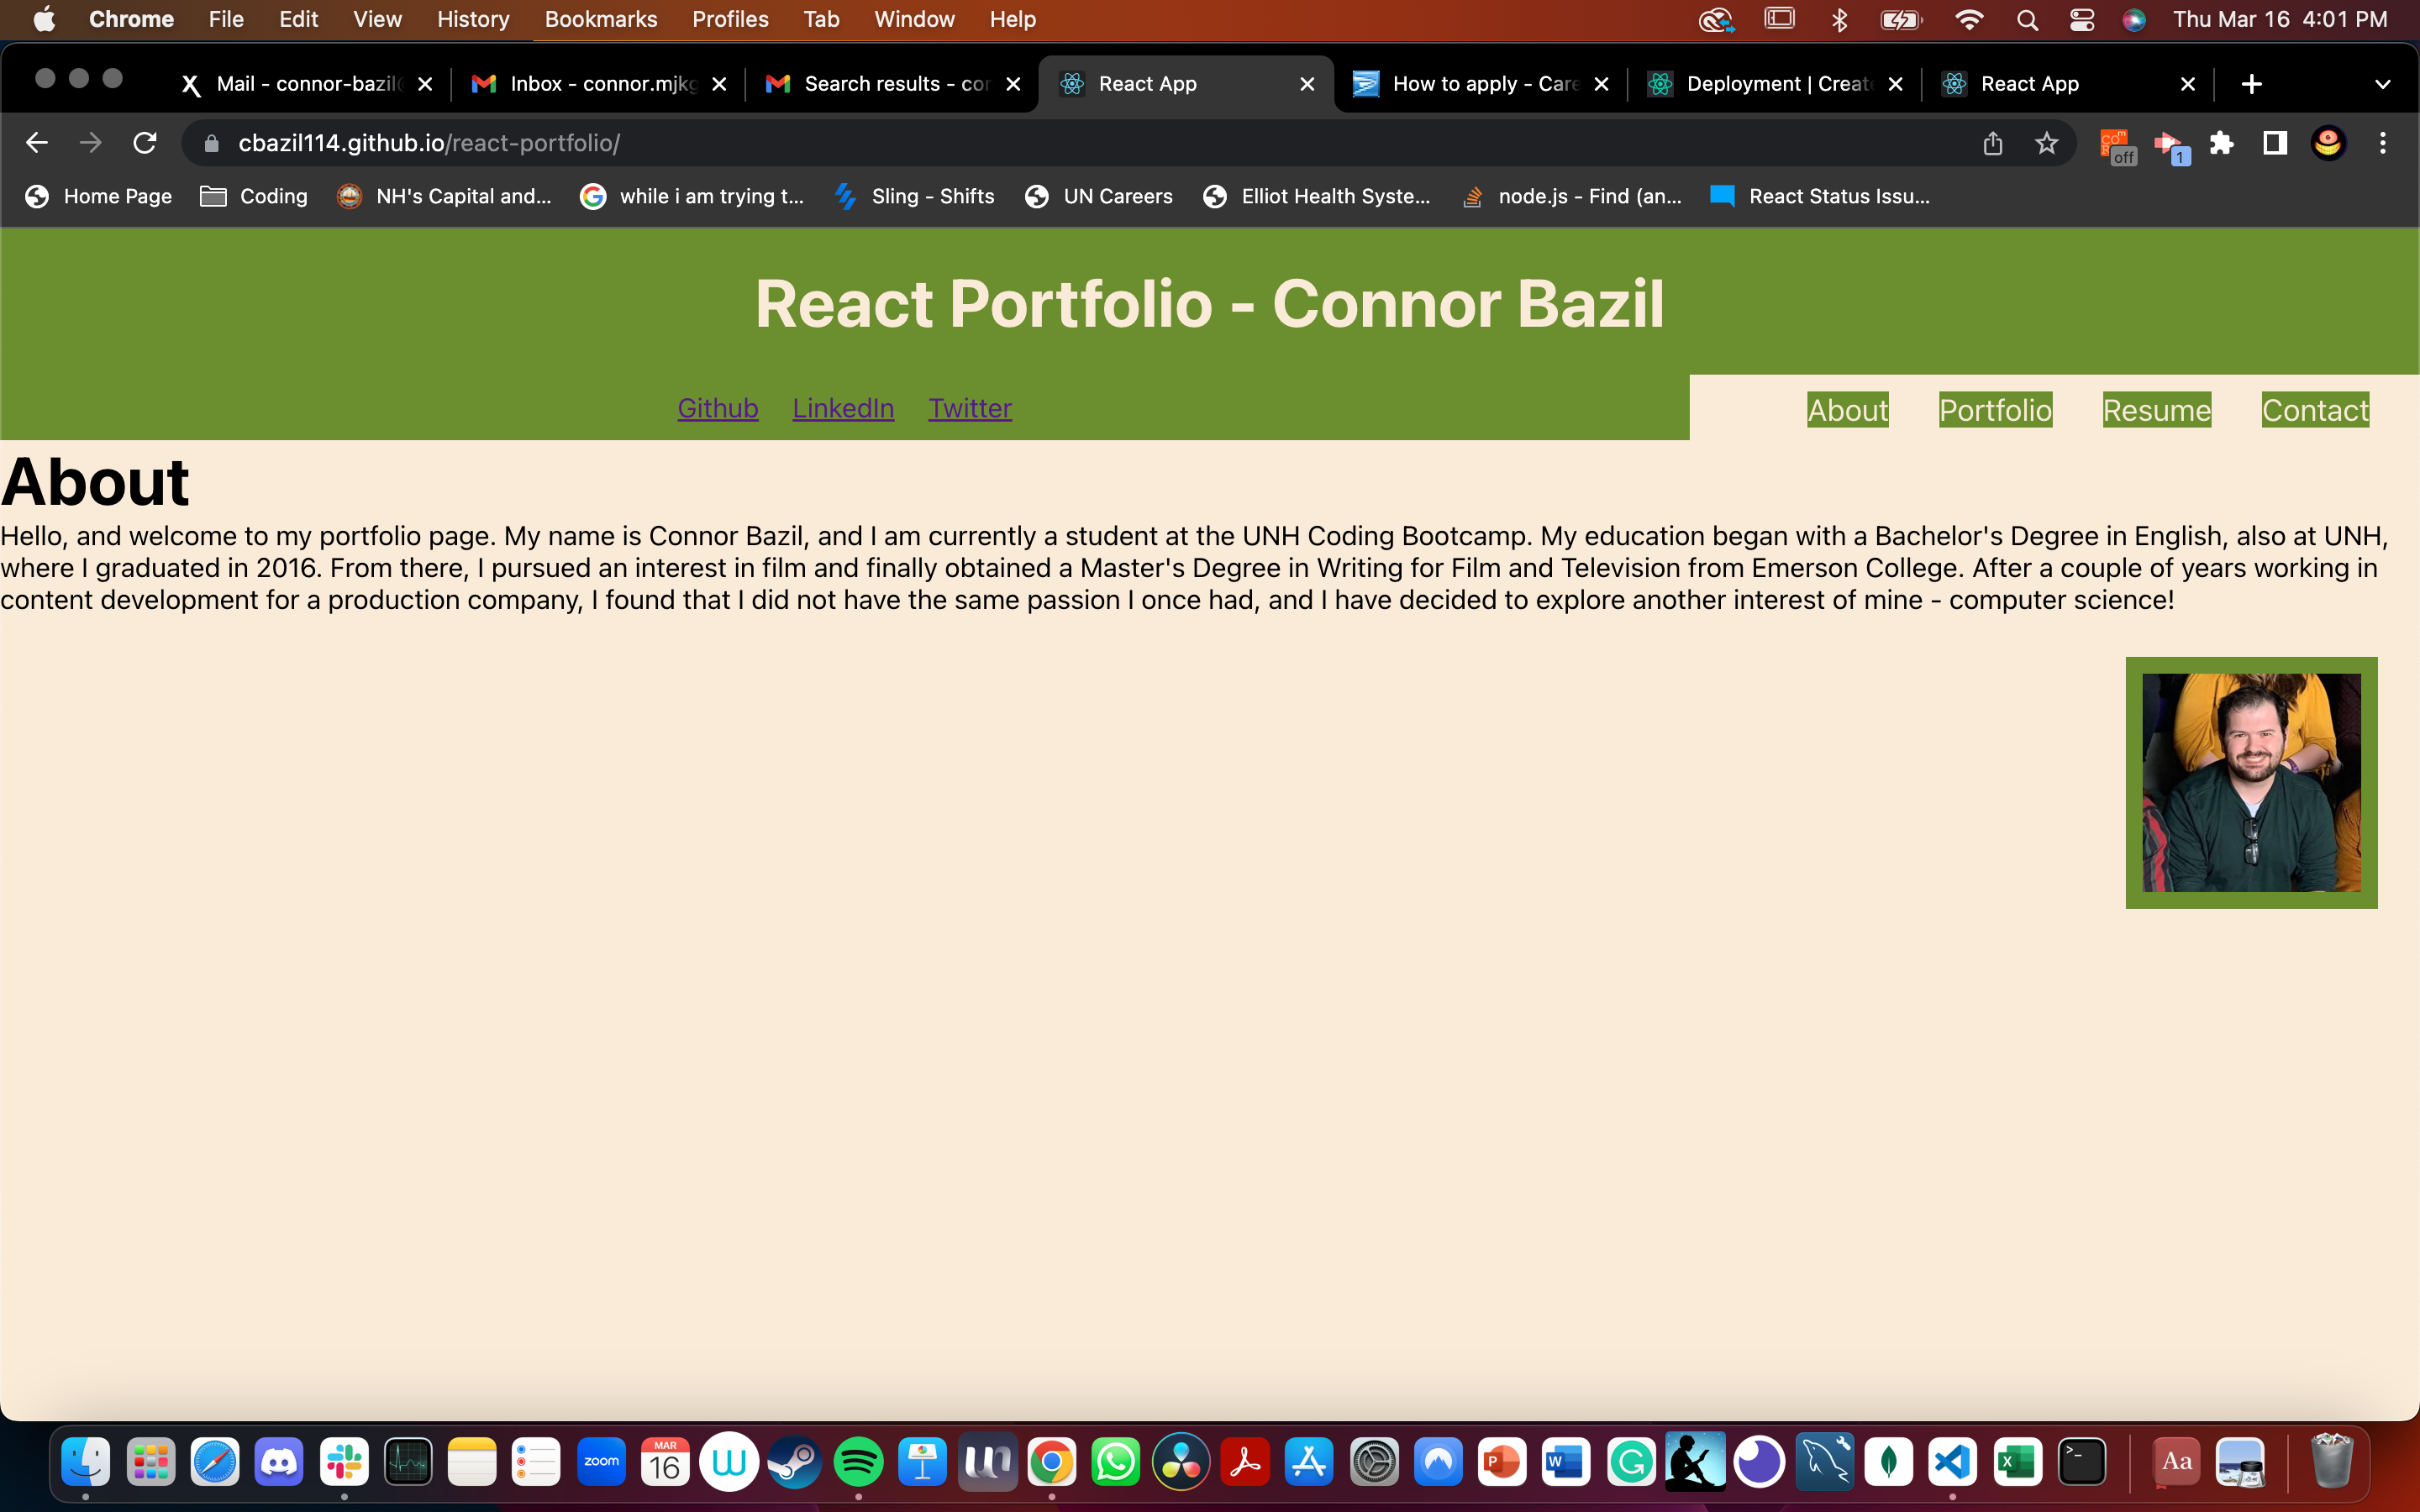 Chrome File Edit View History Bookmarks Profiles Tab Window Help Thu Mar 16 4:01 PM
Mail - connor-bazil Inbox - connor.mjkg Search results - cor React App How to apply - Care Deployment | Create React App
cbazil114.github.io/react-portfolio/ off 1
Home Page Coding NH's Capital and... while i am trying t... Sling - Shifts UN Careers Elliot Health Syste... node.js - Find (an... React Status Issu...
React Portfolio - Connor Bazil
Github LinkedIn Twitter About Portfolio Resume Contact
About
Hello, and welcome to my portfolio page. My name is Connor Bazil, and I am currently a student at the UNH Coding Bootcamp. My education began with a Bachelor's Degree in English, also at UNH,
where I graduated in 2016. From there, I pursued an interest in film and finally obtained a Master's Degree in Writing for Film and Television from Emerson College. After a couple of years working in
content development for a production company, I found that I did not have the same passion I once had, and I have decided to explore another interest of mine - computer science!
zoom MAR 16 W un P W G X >_ Aa